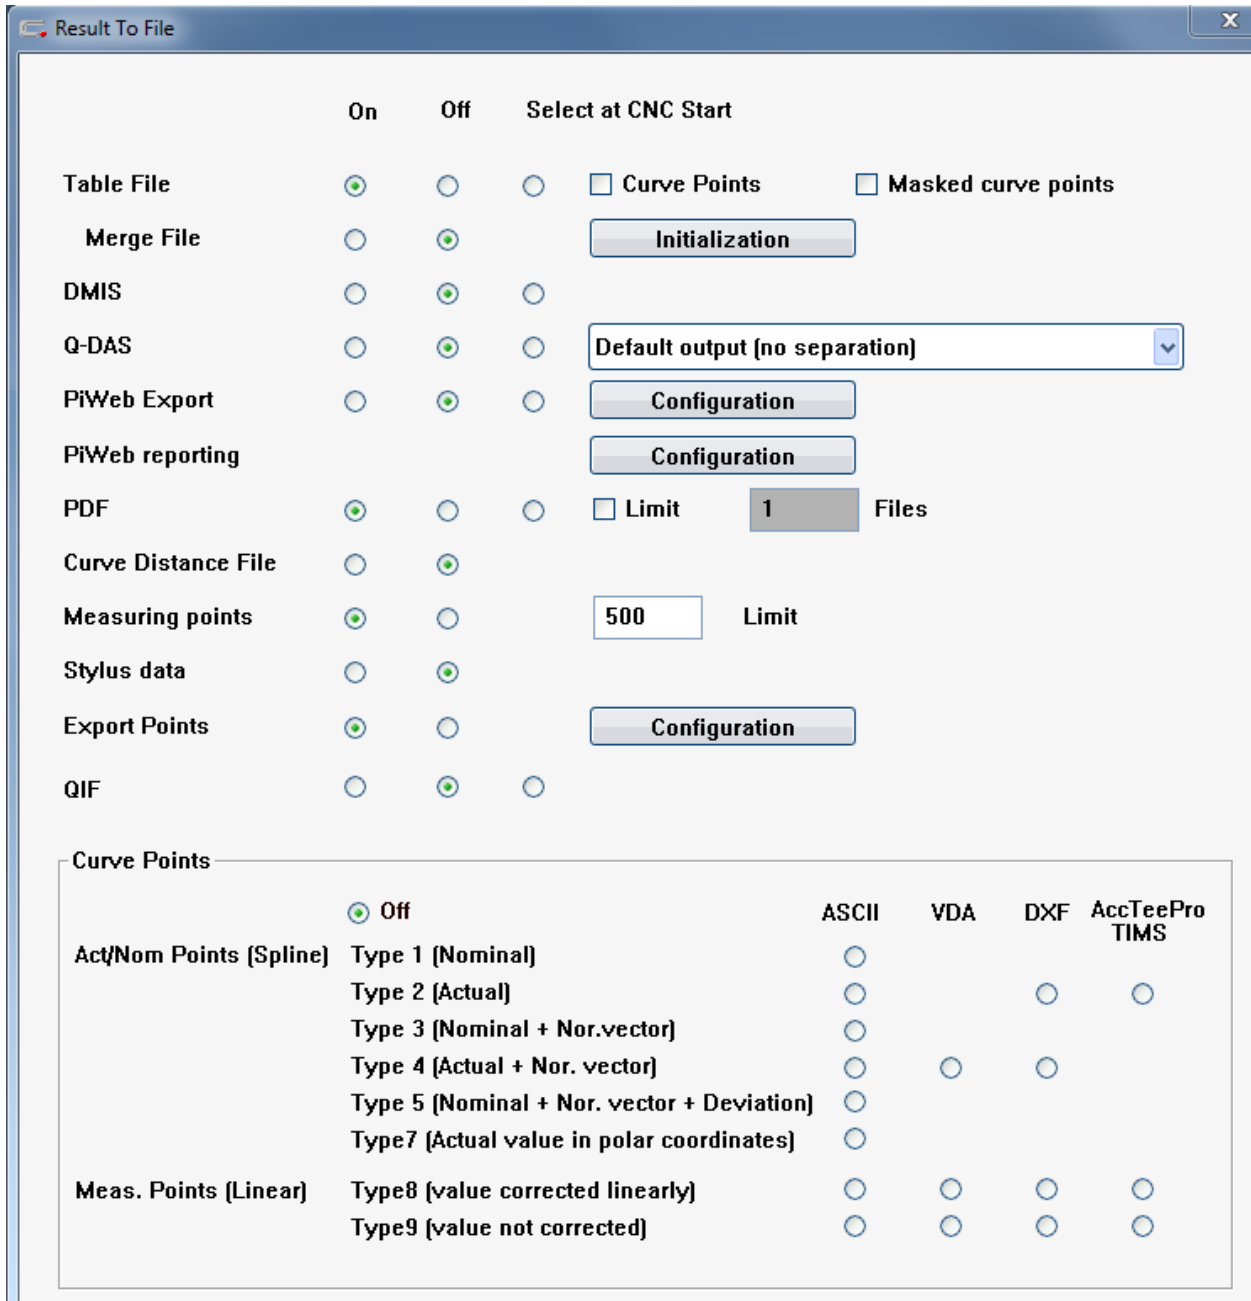 Result To File
x
On Off Select at CNC Start
Table File Curve Points Masked curve points
Merge File Initialization
DMIS
Q-DAS Default output (no separation)
PiWeb Export Configuration
PiWeb reporting Configuration
PDF Limit 1 Files
Curve Distance File
Measuring points 500 Limit
Stylus data
Export Points Configuration
QIF
Curve Points
Off ASCII VDA DXF AccTeePro
TIMS
Act/Nom Points (Spline) Type 1 (Nominal)
Type 2 (Actual)
Type 3 (Nominal + Nor.vector)
Type 4 (Actual + Nor. vector)
Type 5 (Nominal + Nor. vector + Deviation)
Type7 (Actual value in polar coordinates)
Meas. Points (Linear) Type8 (value corrected linearly)
Type9 (value not corrected)